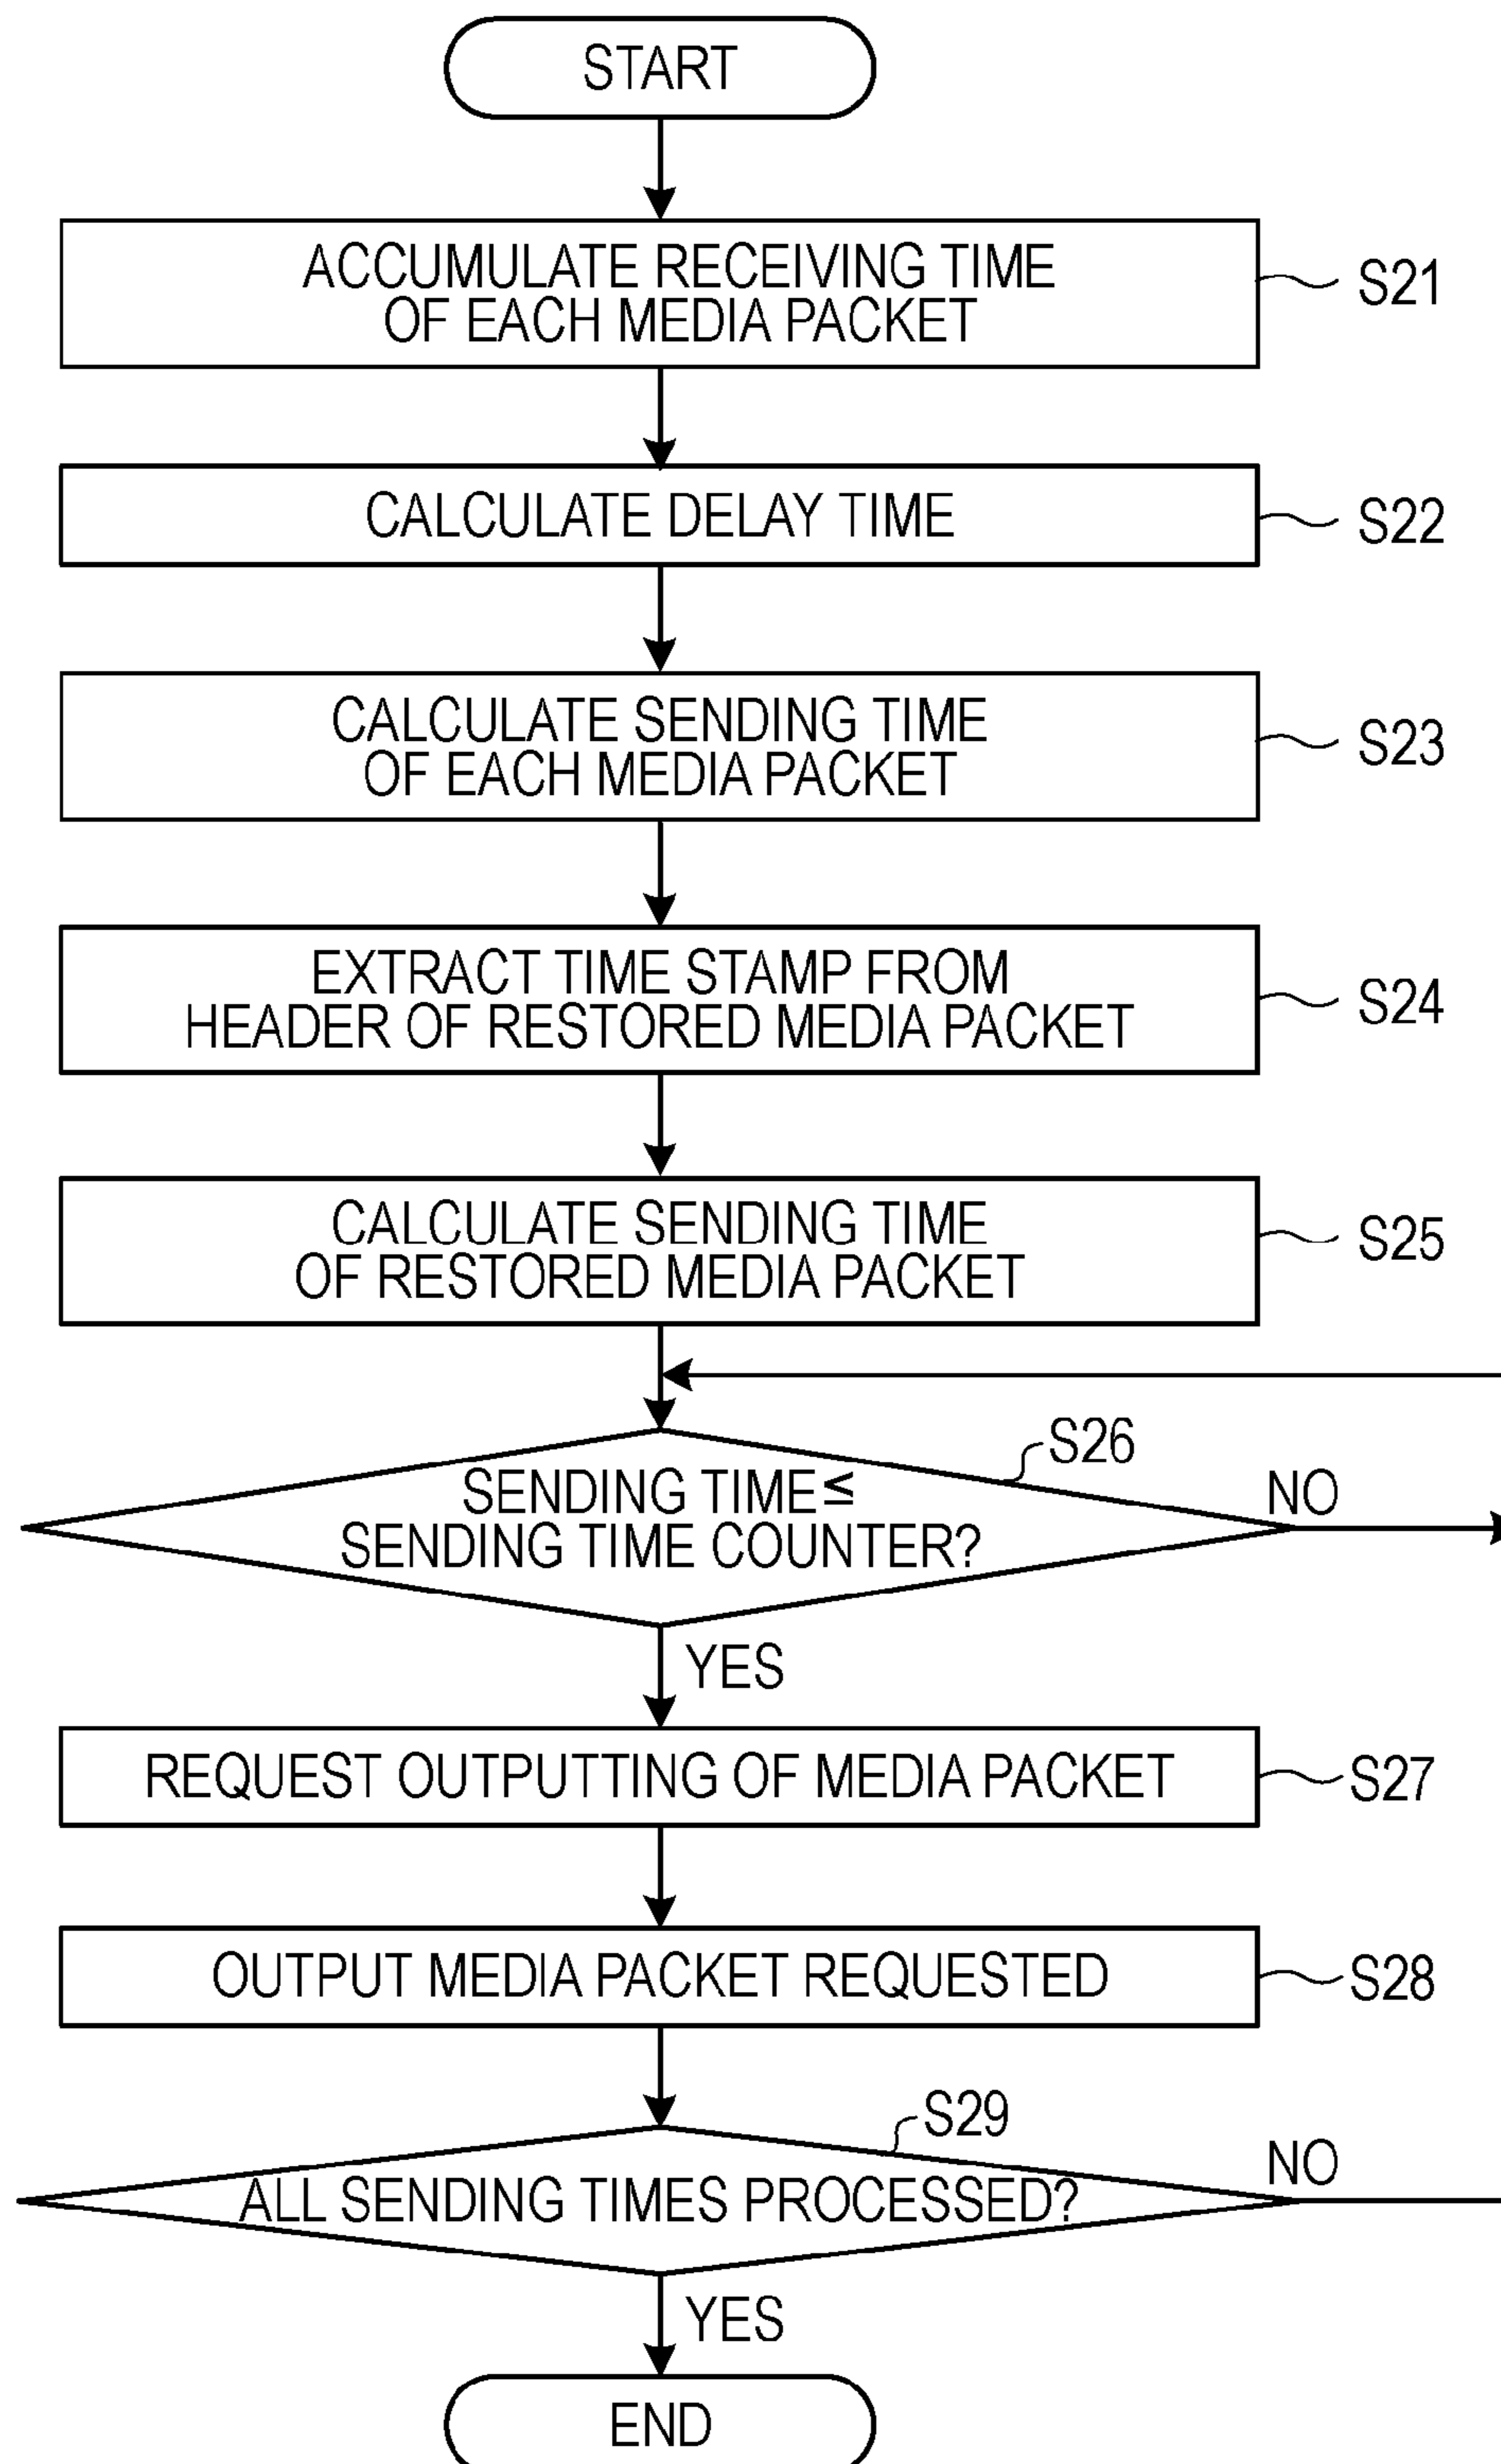 START
ACCUMULATE RECEIVING TIME
OF EACH MEDIA PACKET
S21
CALCULATE DELAY TIME
S22
CALCULATE SENDING TIME
OF EACH MEDIA PACKET
S23
EXTRACT TIME STAMP FROM
HEADER OF RESTORED MEDIA PACKET
S24
CALCULATE SENDING TIME
OF RESTORED MEDIA PACKET
S25
S26
SENDING TIME≤
SENDING TIME COUNTER?
NO
YES
REQUEST OUTPUTTING OF MEDIA PACKET
S27
OUTPUT MEDIA PACKET REQUESTED
S28
S29
ALL SENDING TIMES PROCESSED?
NO
YES
END